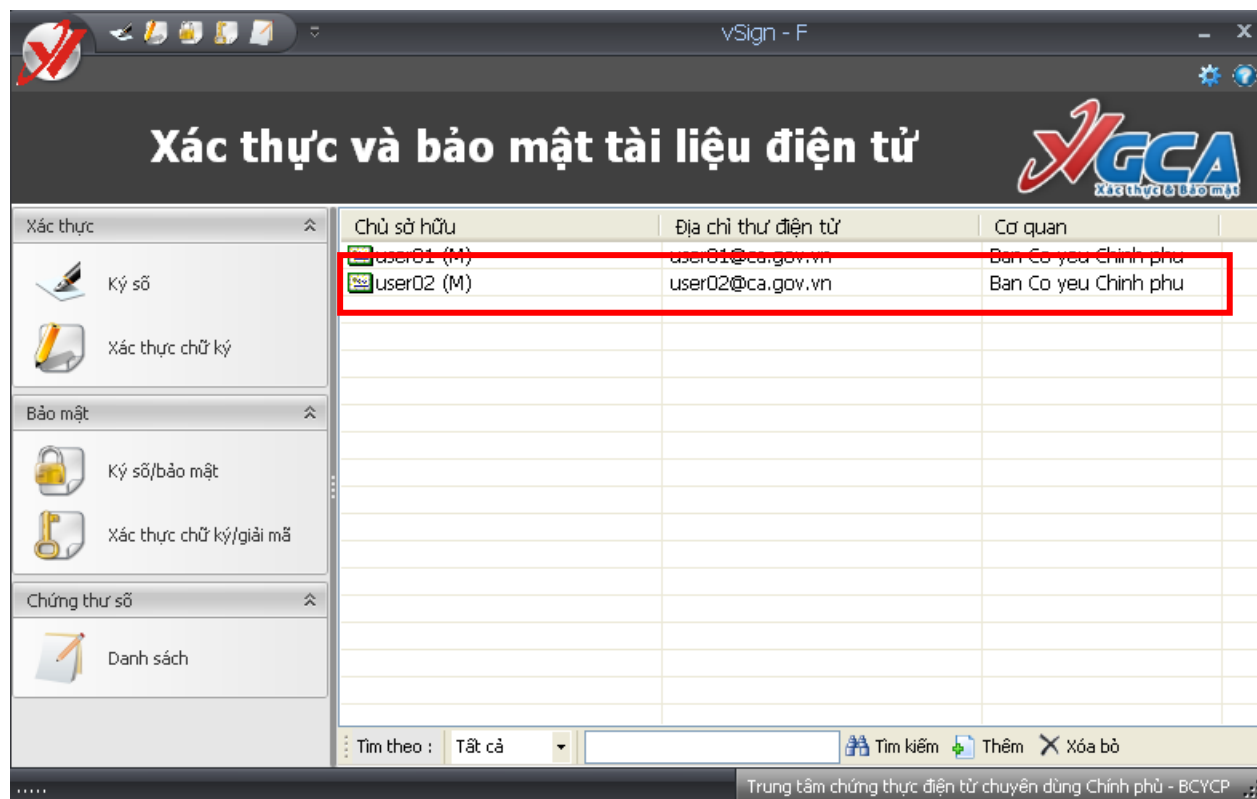 vSign - F
Xác thực và bảo mật tài liệu điện tử
VGCA
Xác thực & Bảo mật
Xác thực
Ký số
Xác thực chữ ký
Bảo mật
Ký số/bảo mật
Xác thực chữ ký/giải mã
Chứng thư số
Danh sách
Chủ sở hữu Địa chỉ thư điện tử Cơ quan
user01 (M) user01@ca.gov.vn Ban Co yeu Chinh phu
user02 (M) user02@ca.gov.vn Ban Co yeu Chinh phu
Tìm theo : Tất cả Tìm kiếm Thêm Xóa bỏ
..... Trung tâm chứng thực điện tử chuyên dùng Chính phủ - BCYCP